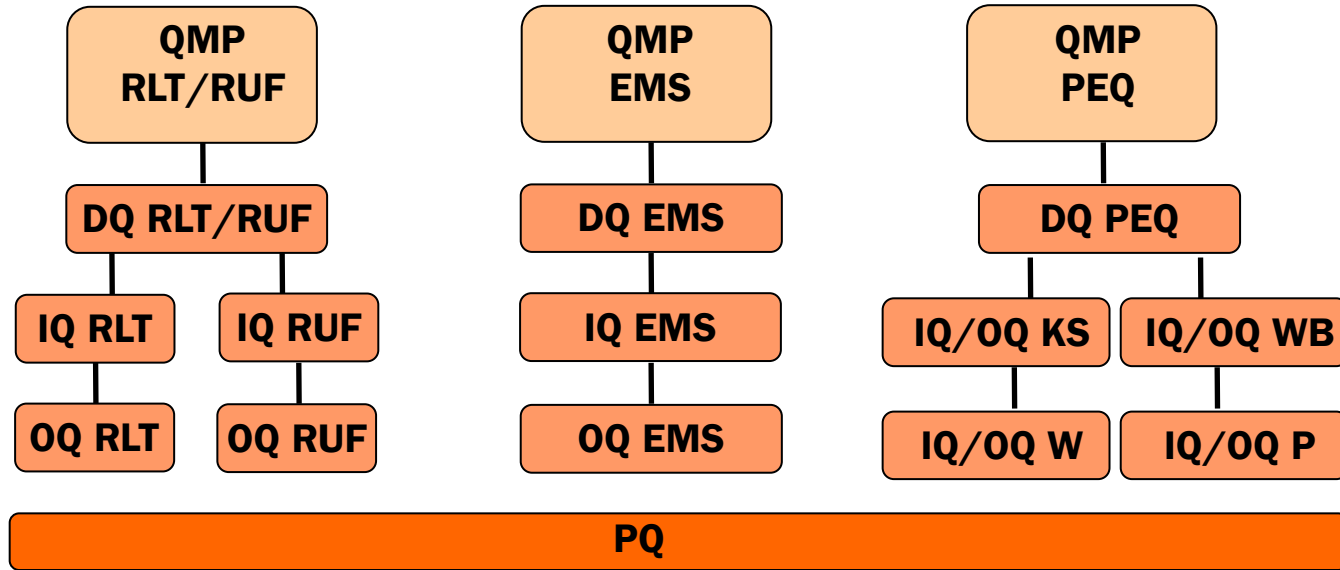 QMP
RLT/RUF
QMP
EMS
QMP
PEQ
DQ RLT/RUF
DQ EMS
DQ PEQ
IQ RLT
IQ RUF
IQ EMS
IQ/OQ KS
IQ/OQ WB
OQ RLT
OQ RUF
OQ EMS
IQ/OQ W
IQ/OQ P
PQ